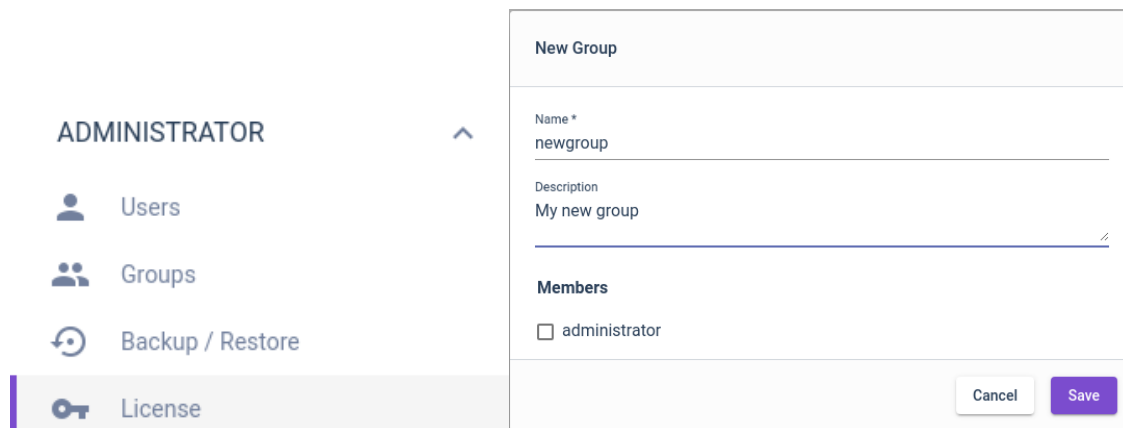 ADMINISTRATOR
Users
Groups
Backup / Restore
License
New Group
Name *
newgroup
Description
My new group
Members
administrator
Cancel Save